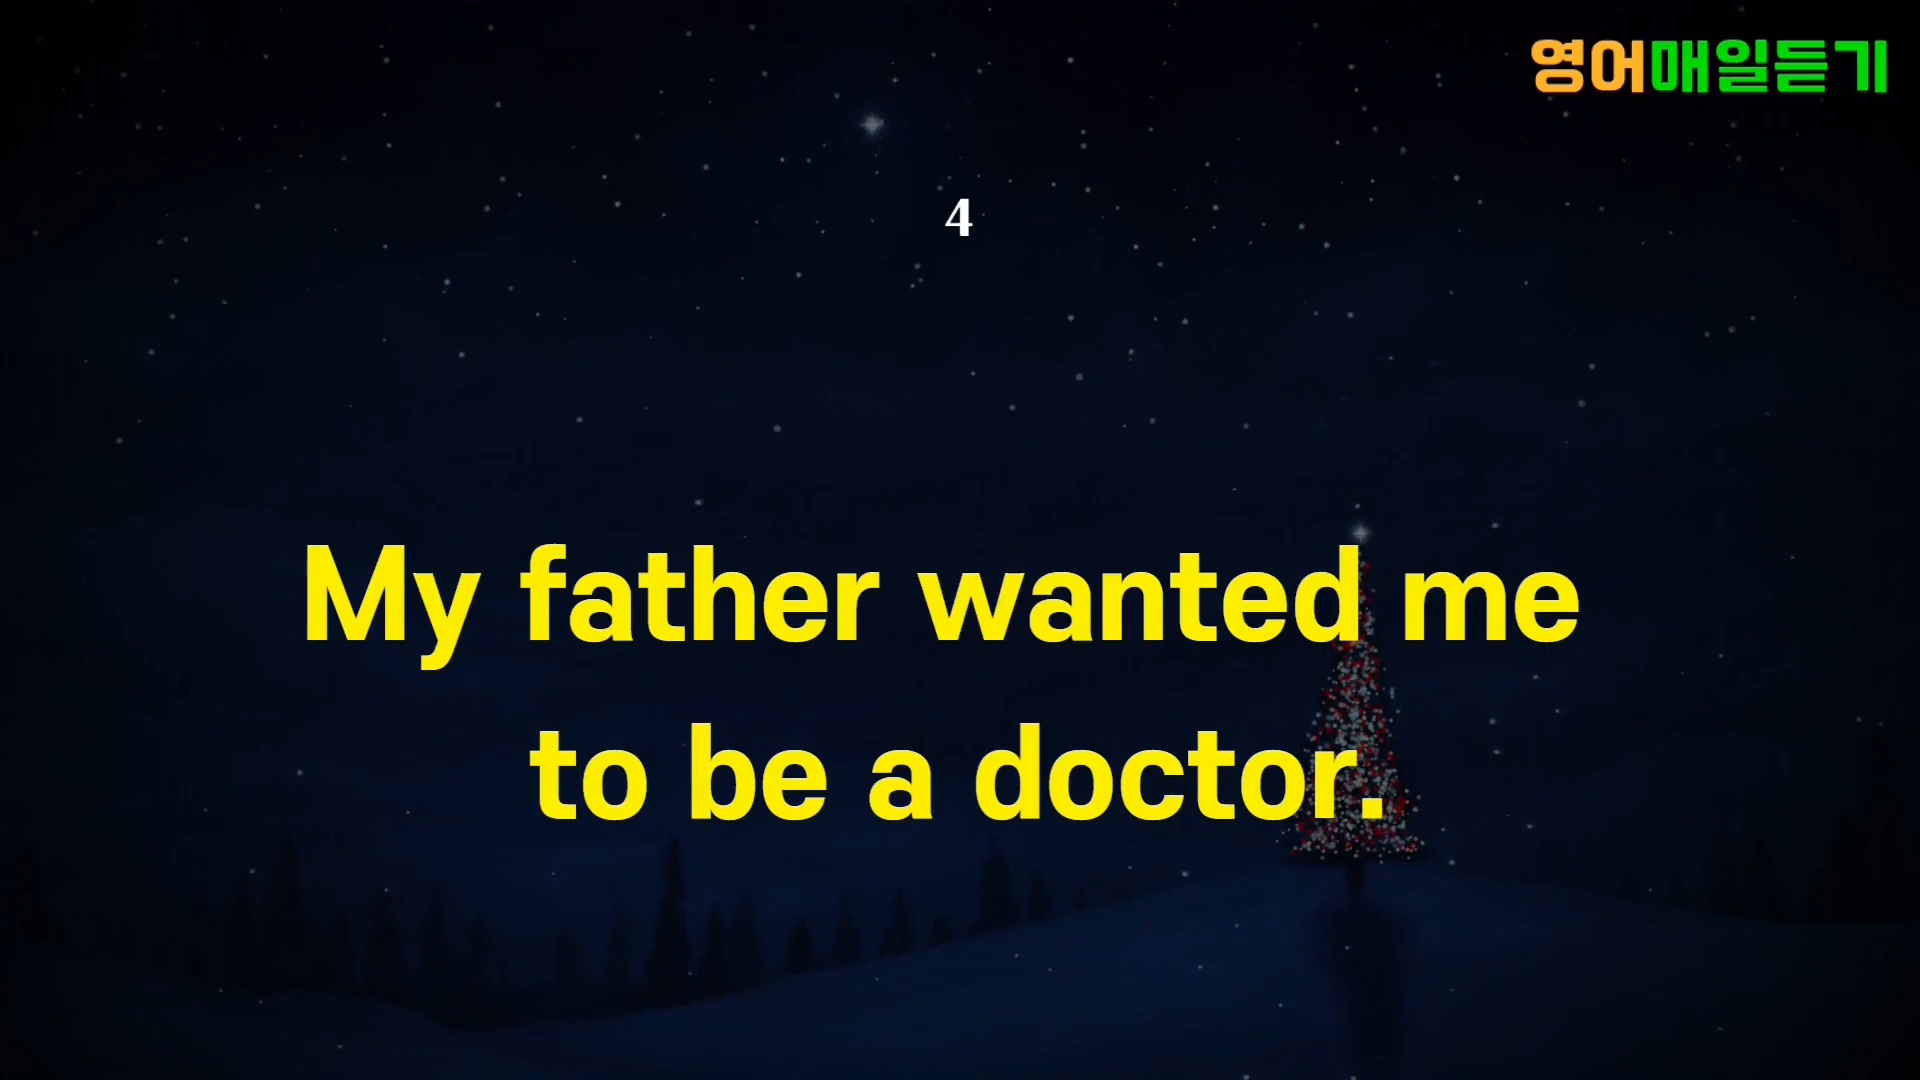 영어매일듣기
4
My father wanted me
to be a doctor.